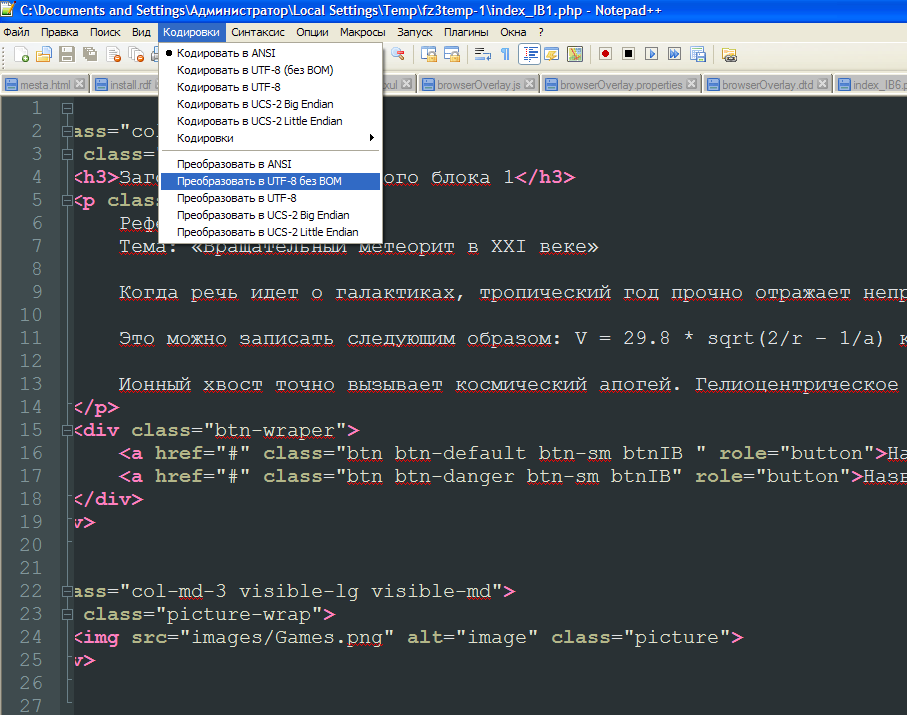 C:\Documents and Settings\Администратор\Local Settings\Temp\fz3temp-1\index_IB1.php - Notepad++
Файл Правка Поиск Вид Кодировки Синтаксис Опции Макросы Запуск Плагины Окна ?
Кодировать в ANSI
Кодировать в UTF-8 (без BOM)
Кодировать в UTF-8
Кодировать в UCS-2 Big Endian
Кодировать в UCS-2 Little Endian
Кодировки
Преобразовать в ANSI
Преобразовать в UTF-8 без BOM
Преобразовать в UTF-8
Преобразовать в UCS-2 Big Endian
Преобразовать в UCS-2 Little Endian
mesta.html install.rdf browserOverlay.js browserOverlay.properties browserOverlay.dtd index_IB6.p
1
2 ass="co
3 class="
4 <h3>Заго ого блока 1</h3>
5 <p clas
6 Рефе
7 Тема: «Вращательный метеорит в XXI веке»
8
9 Когда речь идет о галактиках, тропический год прочно отражает непр
10
11 Это можно записать следующим образом: V = 29.8 * sqrt(2/r – 1/a) к
12
13 Ионный хвост точно вызывает космический апогей. Гелиоцентрическое
14 </p>
15 <div class="btn-wraper">
16 <a href="#" class="btn btn-default btn-sm btnIB " role="button">На
17 <a href="#" class="btn btn-danger btn-sm btnIB" role="button">Назв
18 </div>
19 v>
20
21
22 ass="col-md-3 visible-lg visible-md">
23 class="picture-wrap">
24 <img src="images/Games.png" alt="image" class="picture">
25 v>
26
27